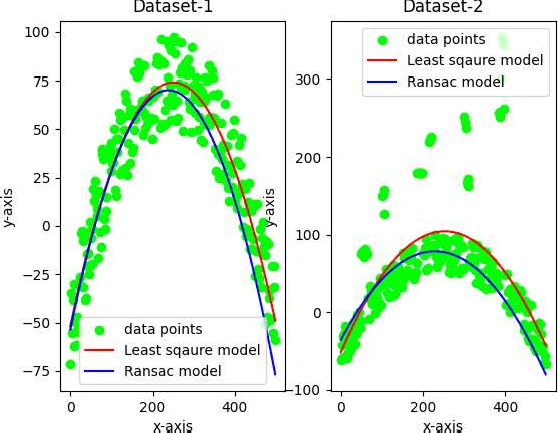 Dataset-1
Dataset-2
100
75
50
25
0
−25
−50
−75
y-axis
data points
Least sqaure model
Ransac model
0
200
400
x-axis
300
200
100
0
−100
y-axis
data points
Least sqaure model
Ransac model
0
200
400
x-axis